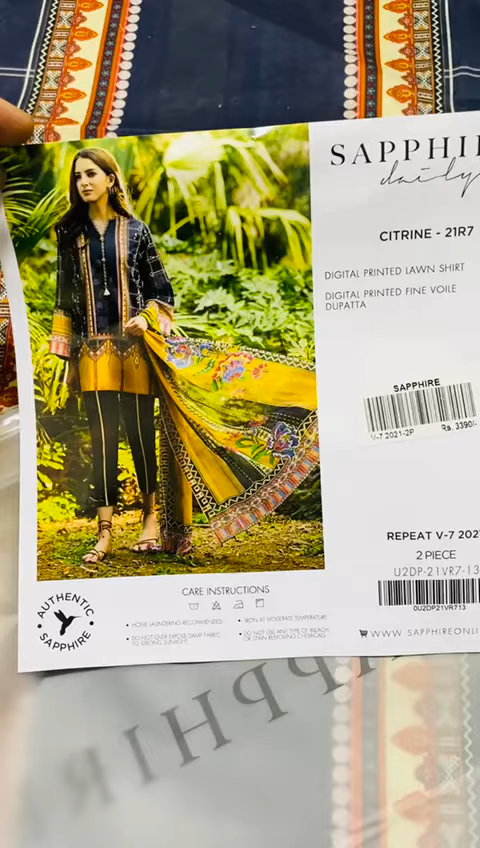 SAPPHI
daily
CITRINE - 21R7
DIGITAL PRINTED LAWN SHIRT
DIGITAL PRINTED FINE VOILE
DUPATTA
SAPPHIRE
V-7 2021-2P Rs. 3390/-
REPEAT V-7 202
2 PIECE
U2DP-21VR7-13
0U2DP21VR713
WWW.SAPPHIREONLI
CARE INSTRUCTIONS
• HOME LAUNDERING RECOMMENDED
• DO NOT OVER EXPOSE DAMP FABRIC
TO STRONG SUNLIGHT.
• IRON AT MODERATE TEMPERATURE
• DO NOT USE ANY TYPE OF BLEACH
OR STAIN REMOVING CHEMICALS
• AUTHENTIC •
SAPPHIRE
SAPPHIR